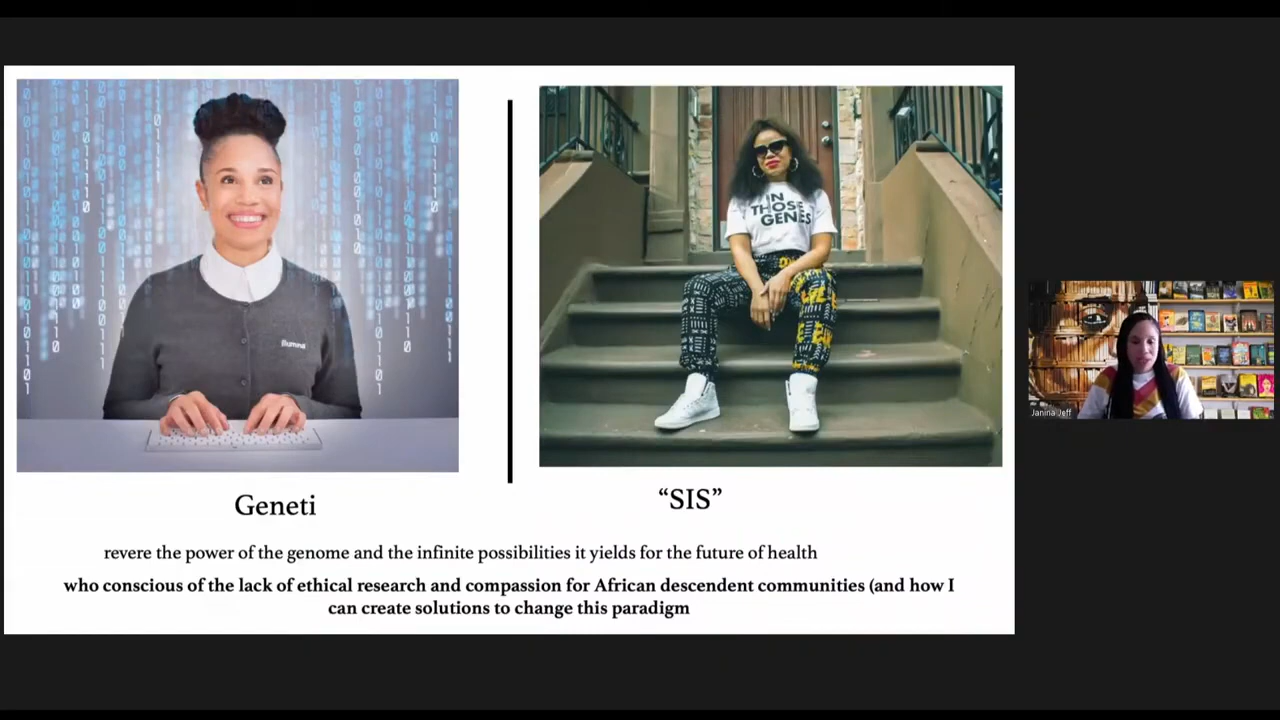 illumına
IN
THOSE
GENES
Geneti
“SIS”
revere the power of the genome and the infinite possibilities it yields for the future of health
who conscious of the lack of ethical research and compassion for African descendent communities (and how I
can create solutions to change this paradigm
Janina Jeff